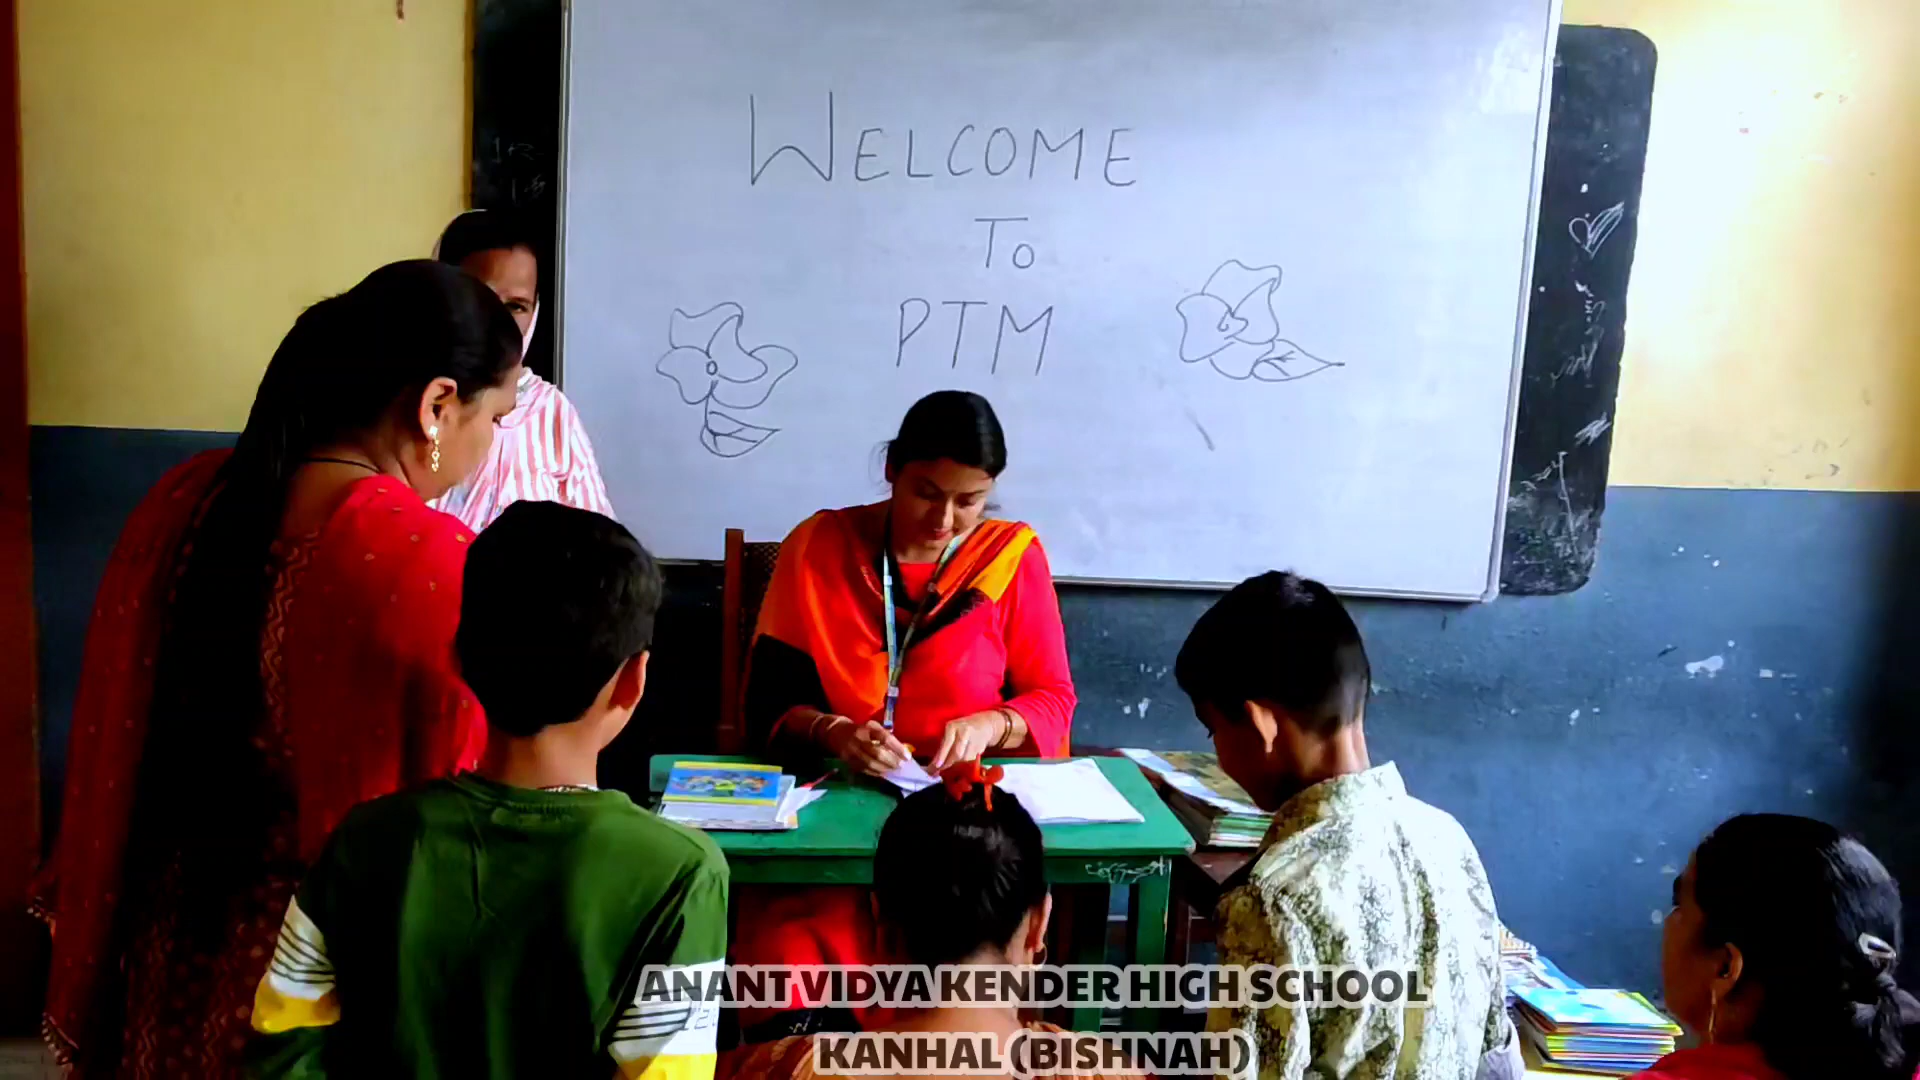 WELCOME
To
PTM
ANANT VIDYA KENDER HIGH SCHOOL
KANHAL (BISHNAH)